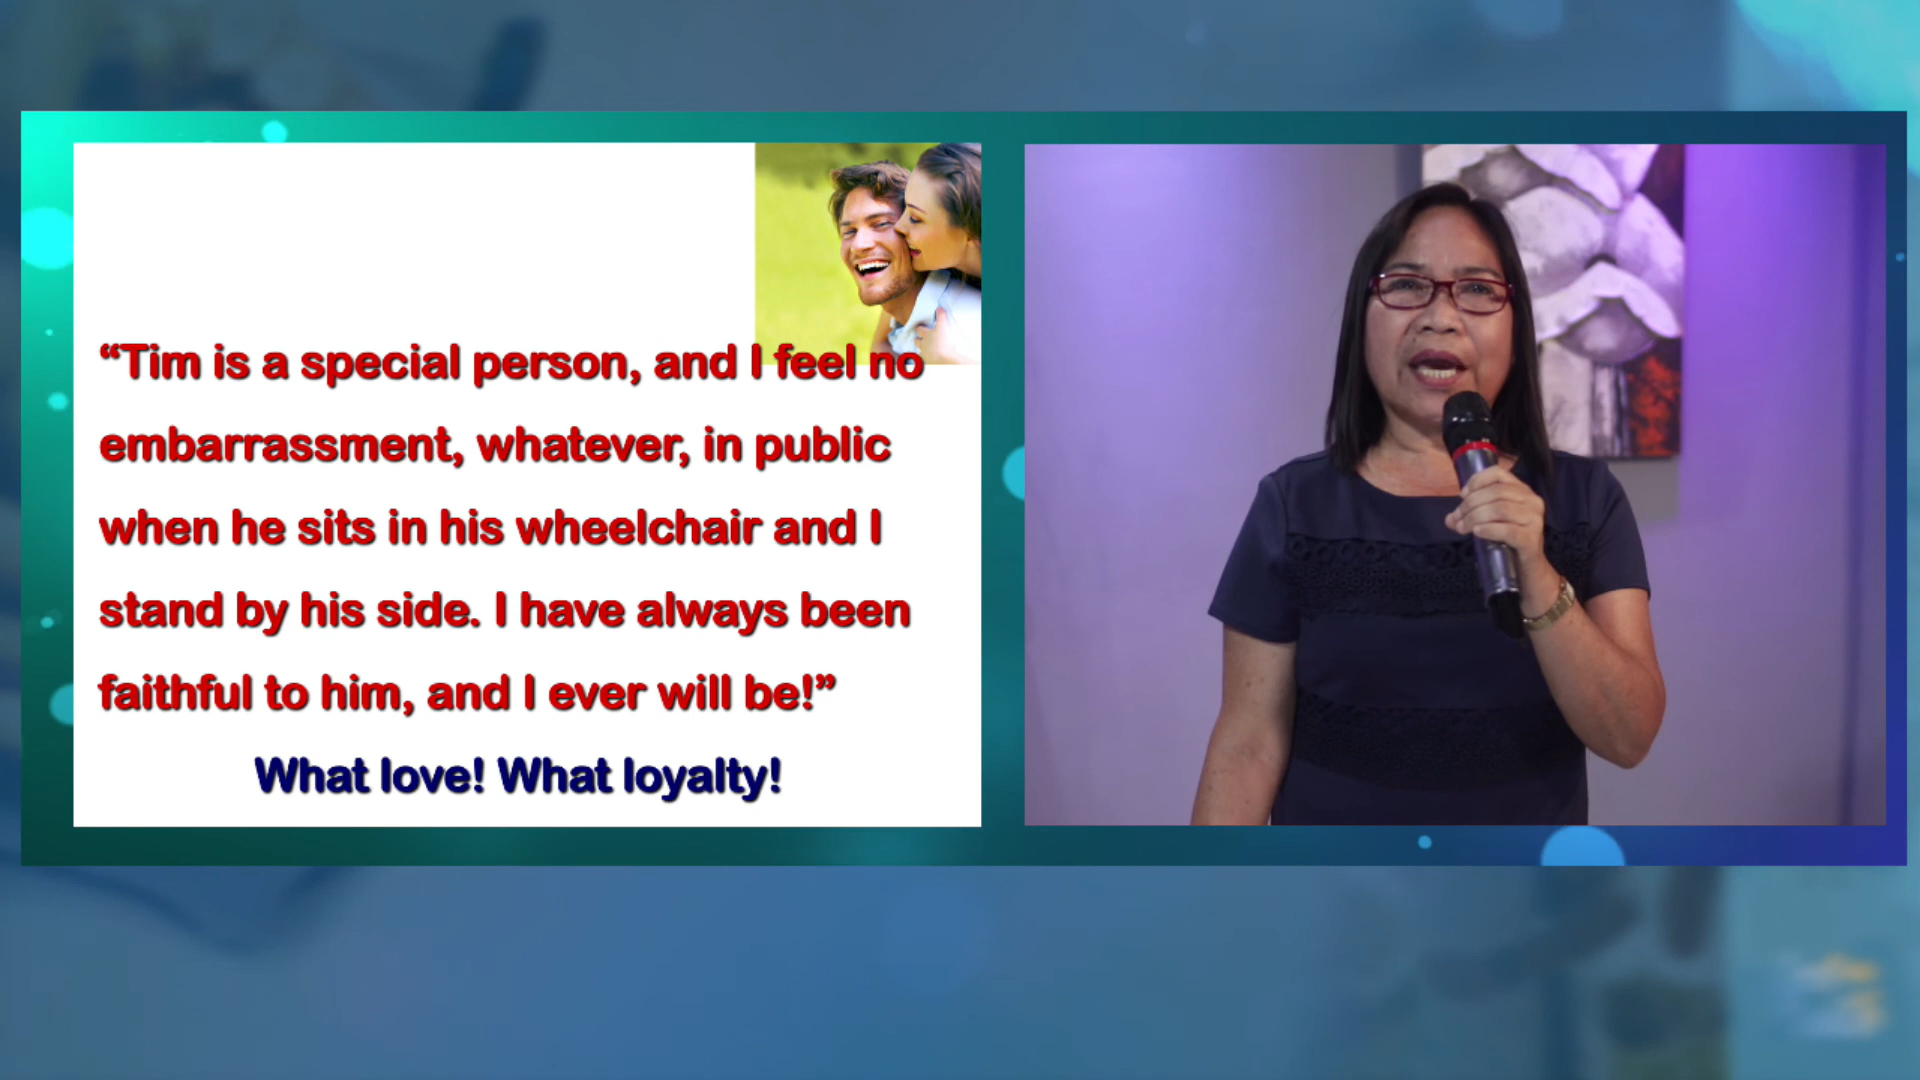 “Tim is a special person, and I feel no
embarrassment, whatever, in public
when he sits in his wheelchair and I
stand by his side. I have always been
faithful to him, and I ever will be!”
What love! What loyalty!